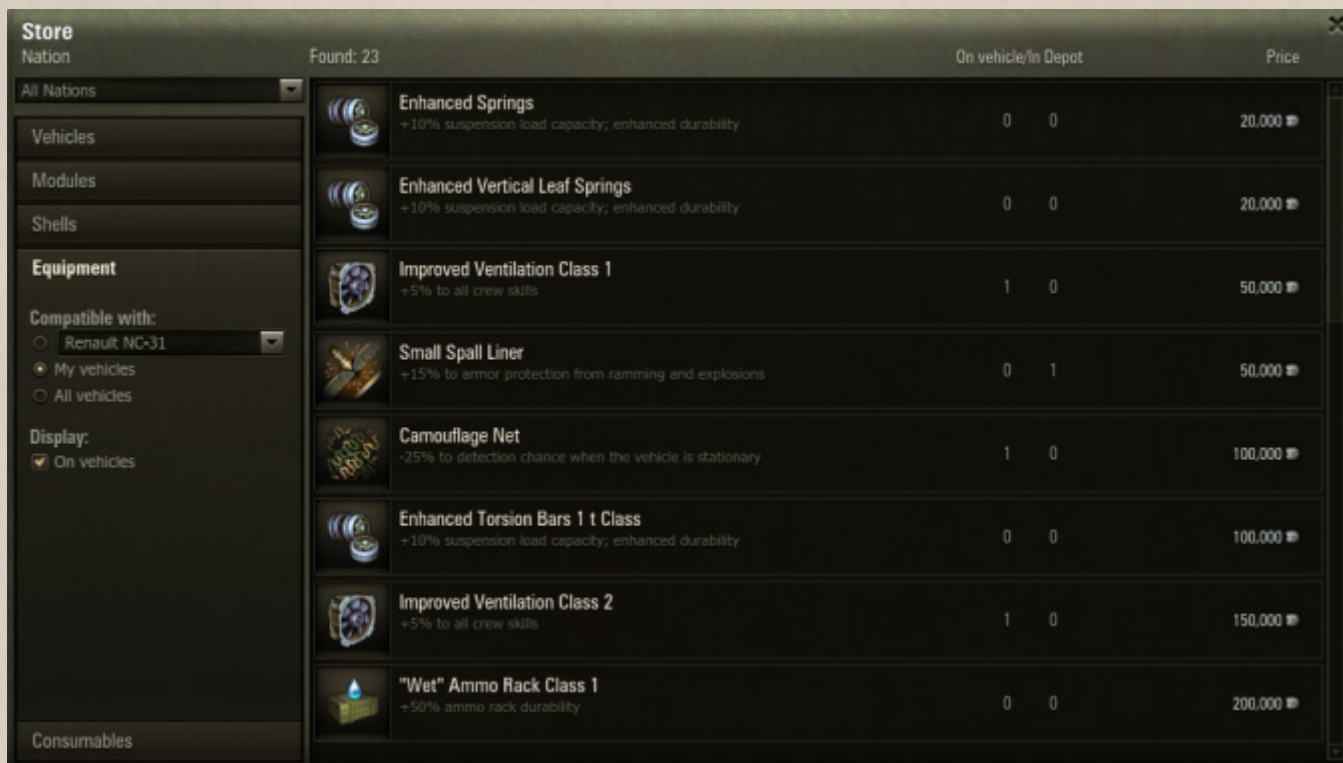 Store
Nation
Found: 23
On vehicle/In Depot
Price
All Nations
Vehicles
Modules
Shells
Equipment
Compatible with:
Renault NC-31
My vehicles
All vehicles
Display:
On vehicles
Consumables
Enhanced Springs
+10% suspension load capacity; enhanced durability
0 0 20,000
Enhanced Vertical Leaf Springs
+10% suspension load capacity; enhanced durability
0 0 20,000
Improved Ventilation Class 1
+5% to all crew skills
1 0 50,000
Small Spall Liner
+15% to armor protection from ramming and explosions
0 1 50,000
Camouflage Net
-25% to detection chance when the vehicle is stationary
1 0 100,000
Enhanced Torsion Bars 1 t Class
+10% suspension load capacity; enhanced durability
0 0 100,000
Improved Ventilation Class 2
+5% to all crew skills
1 0 150,000
"Wet" Ammo Rack Class 1
+50% ammo rack durability
0 0 200,000